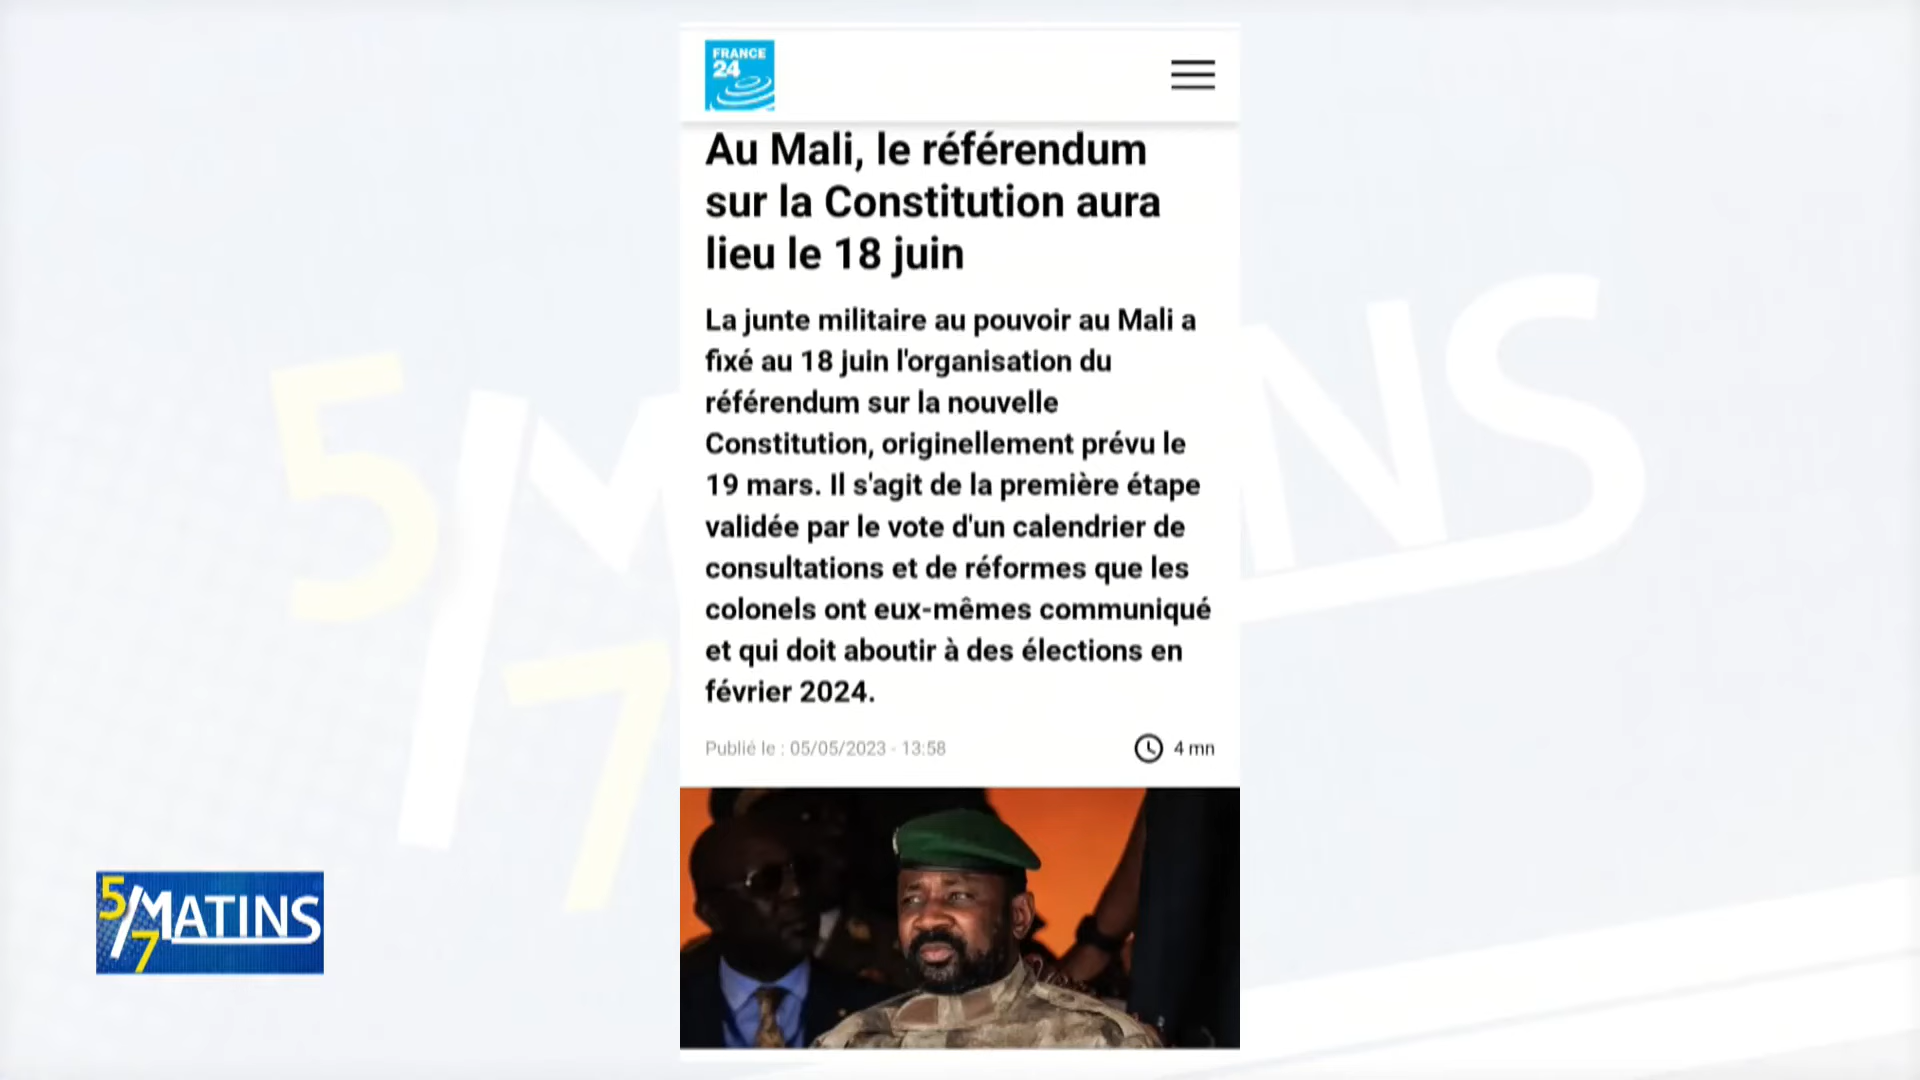 FRANCE
24
Au Mali, le référendum
sur la Constitution aura
lieu le 18 juin
La junte militaire au pouvoir au Mali a
fixé au 18 juin l'organisation du
référendum sur la nouvelle
Constitution, originellement prévu le
19 mars. Il s'agit de la première étape
validée par le vote d'un calendrier de
consultations et de réformes que les
colonels ont eux-mêmes communiqué
et qui doit aboutir à des élections en
février 2024.
Publié le : 05/05/2023 - 13:58
4 mn
5/7 MATINS